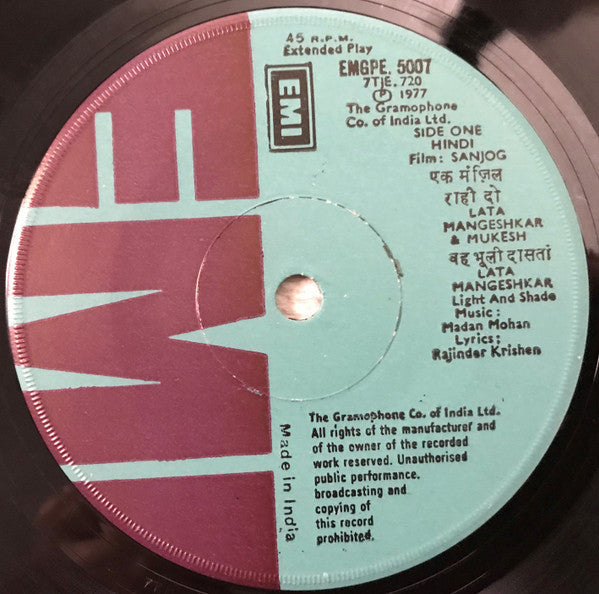 45 R.P.M.
Extended Play
EMI
EMGPE. 5007
7TJE. 720
Ⓟ 1977
The Gramophone
Co. of India Ltd.
SIDE ONE
HINDI
Film: SANJOG
एक मंज़िल
राही दो
LATA
MANGESHKAR
& MUKESH
वह भूली दासतां
LATA
MANGESHKAR
Light And Shade
Music :
Madan Mohan
Lyrics:
Rajinder Krishen
The Gramophone Co. of India Ltd.
All rights of the manufacturer and
of the owner of the recorded
work reserved. Unauthorised
public performance.
broadcasting and
copying of
this record
prohibited.
Made in India
EMI